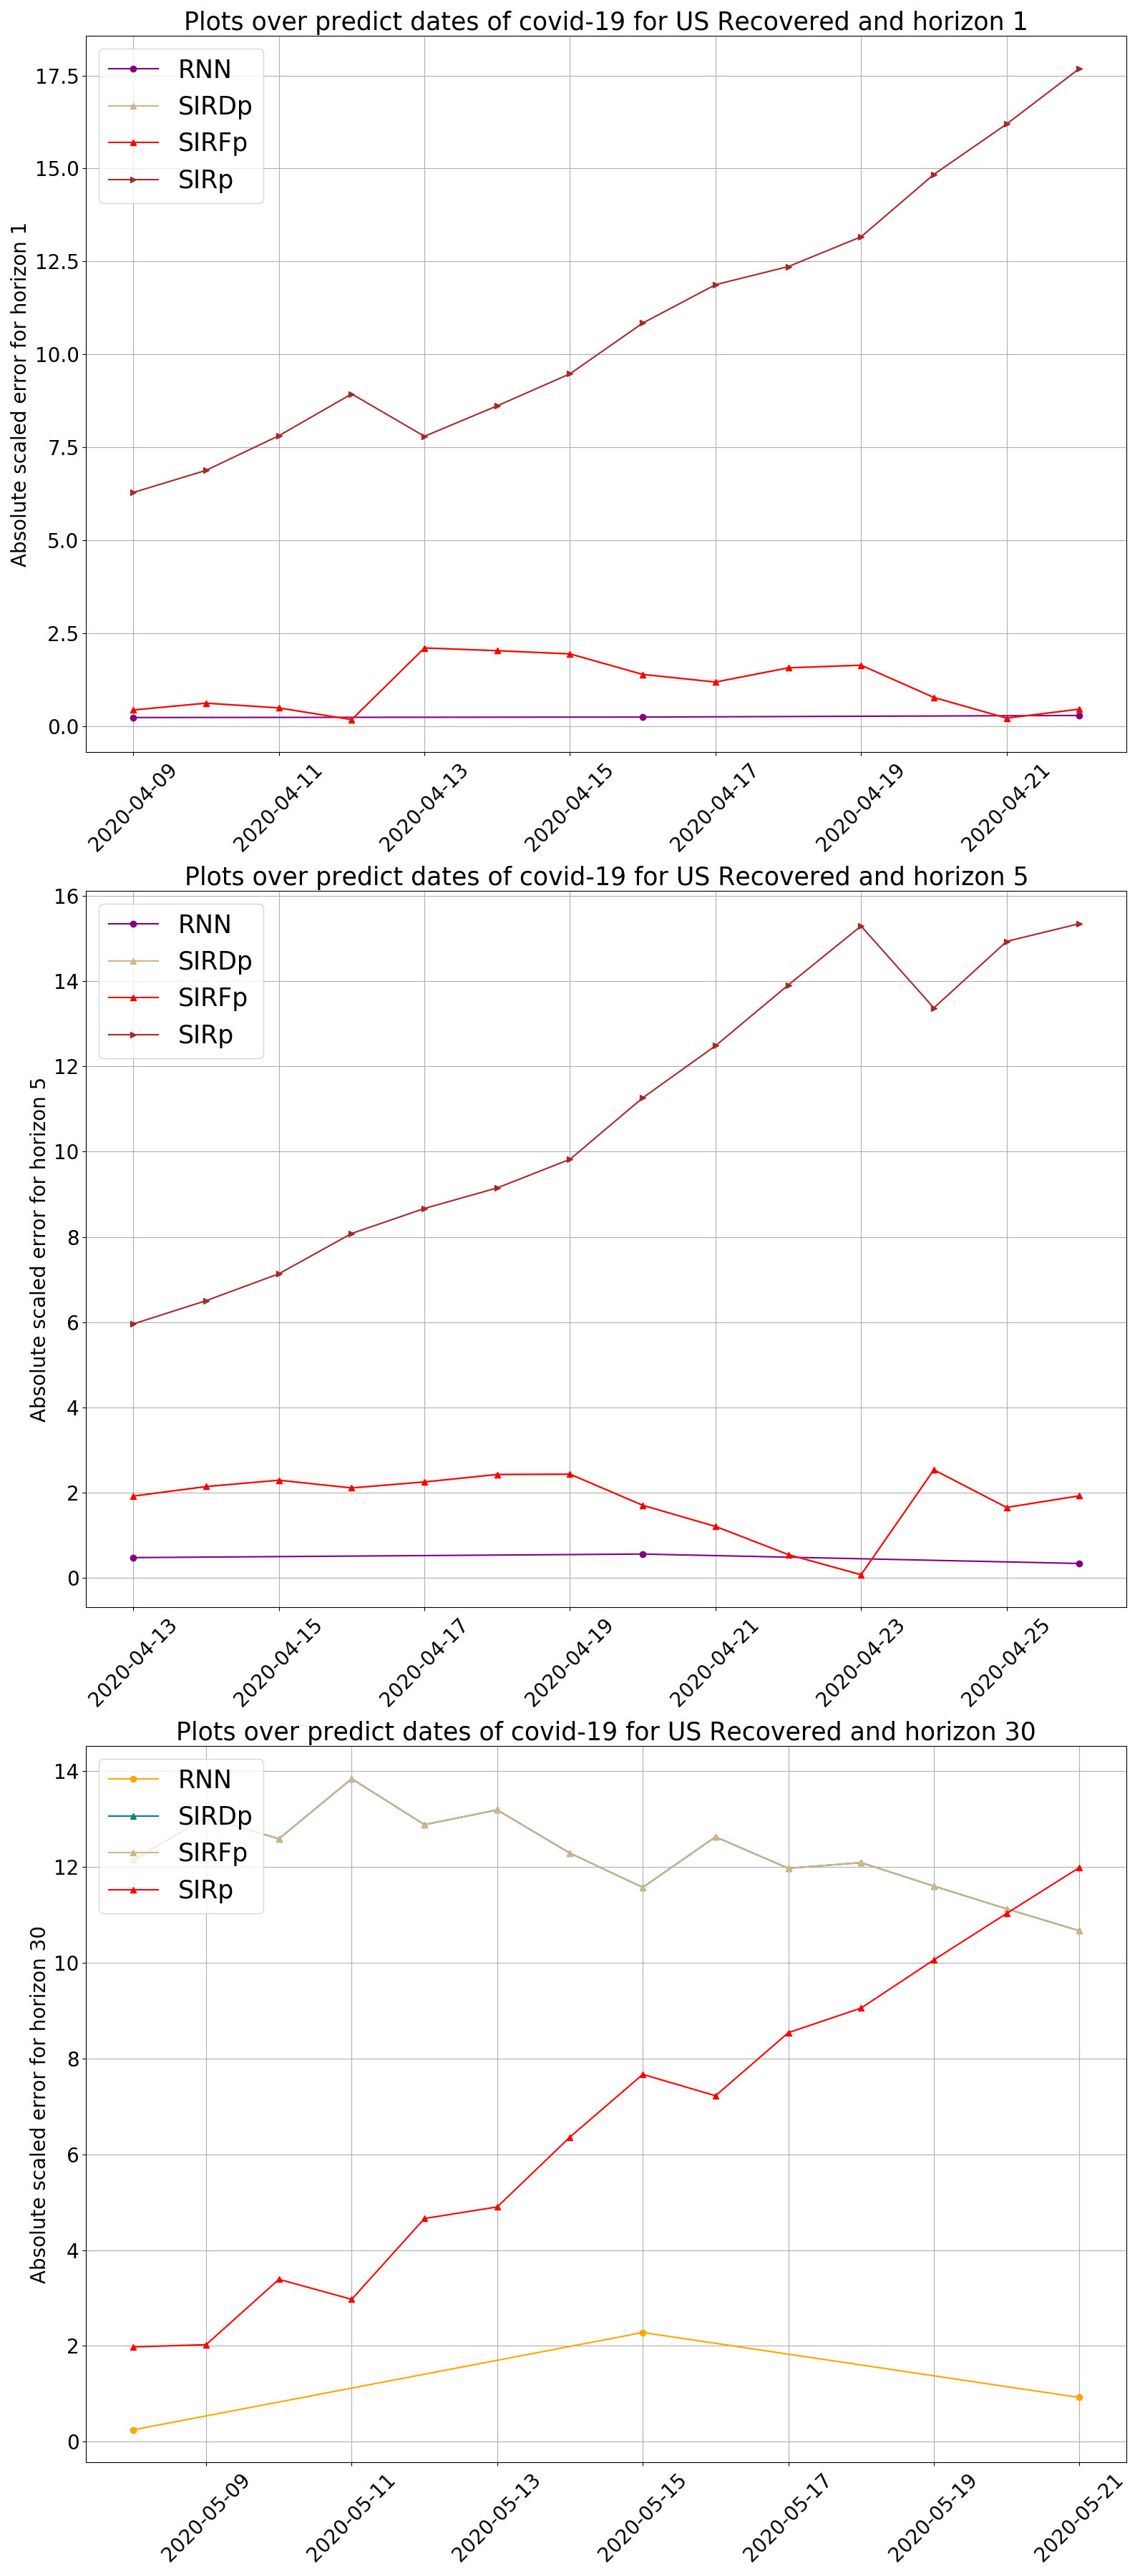 Plots over predict dates of covid-19 for US Recovered and horizon 1
RNN
SIRDp
SIRFp
SIRp
Absolute scaled error for horizon 1
17.5
15.0
12.5
10.0
7.5
5.0
2.5
0.0
2020-04-09
2020-04-11
2020-04-13
2020-04-15
2020-04-17
2020-04-19
2020-04-21
Plots over predict dates of covid-19 for US Recovered and horizon 5
RNN
SIRDp
SIRFp
SIRp
Absolute scaled error for horizon 5
16
14
12
10
8
6
4
2
0
2020-04-13
2020-04-15
2020-04-17
2020-04-19
2020-04-21
2020-04-23
2020-04-25
Plots over predict dates of covid-19 for US Recovered and horizon 30
RNN
SIRDp
SIRFp
SIRp
Absolute scaled error for horizon 30
14
12
10
8
6
4
2
0
2020-05-09
2020-05-11
2020-05-13
2020-05-15
2020-05-17
2020-05-19
2020-05-21